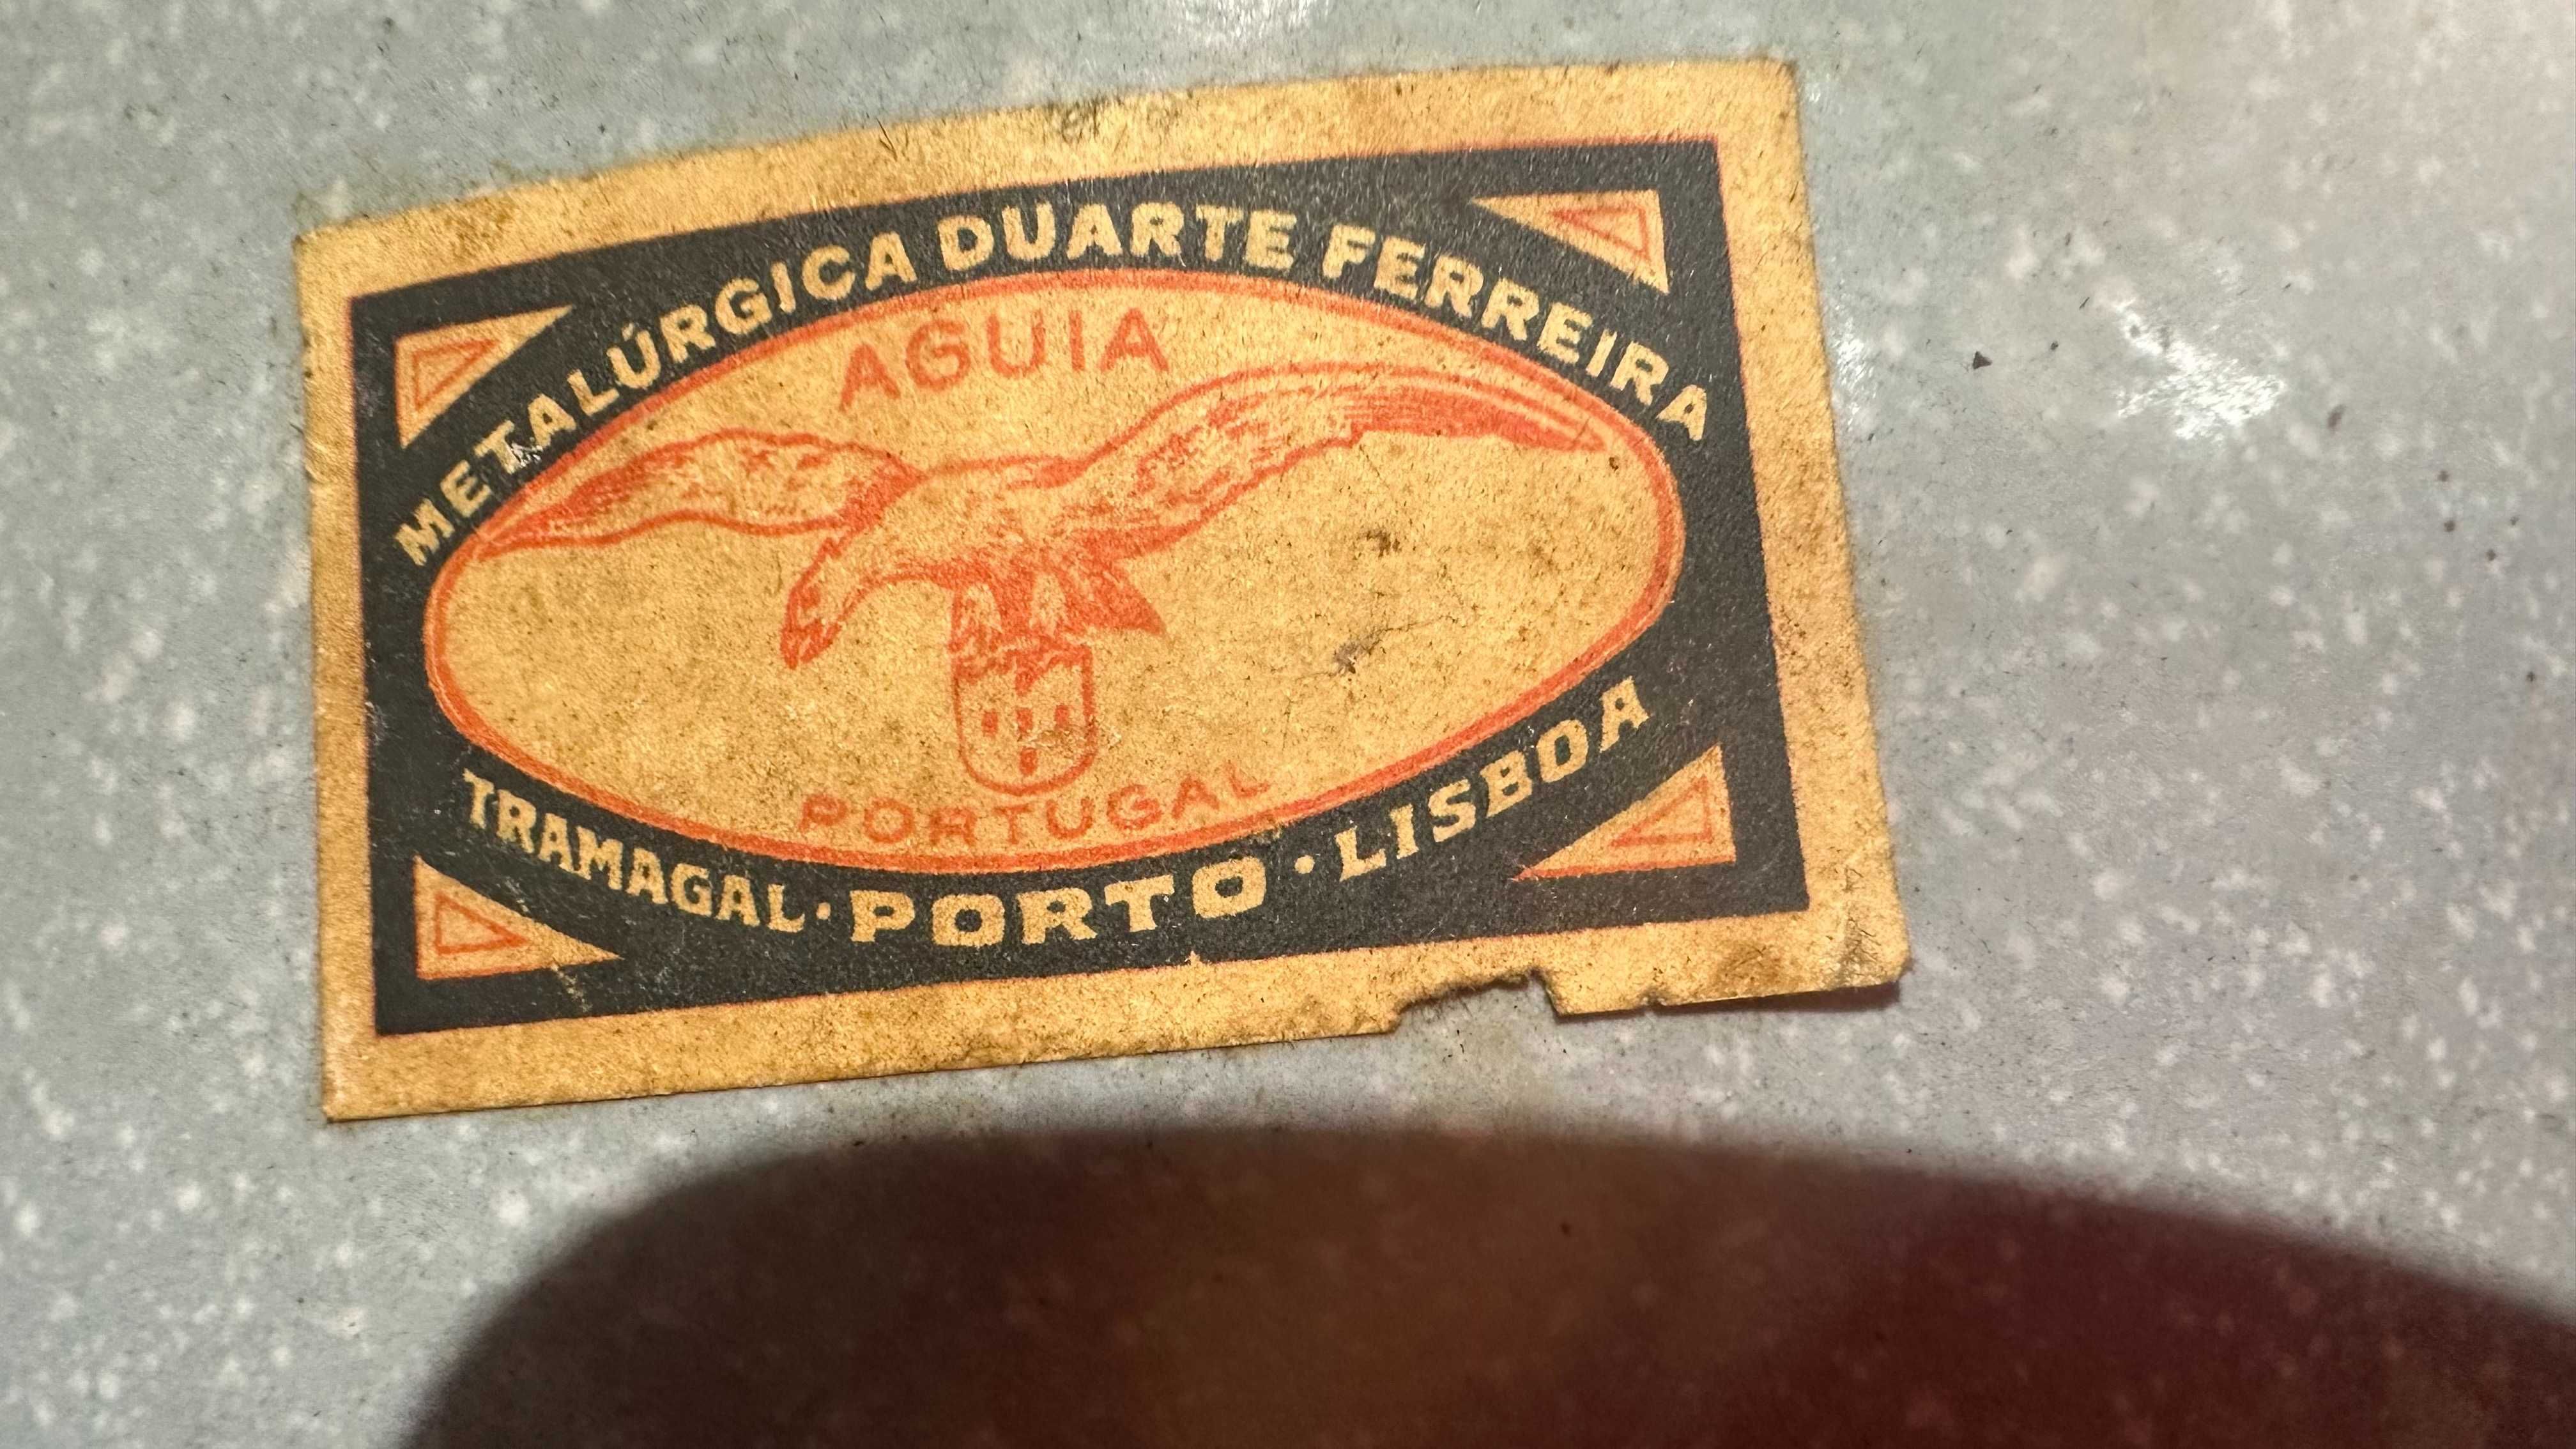 METALÚRGICA DUARTE FERREIRA
AGUIA
PORTUGAL
TRAMAGAL · PORTO · LISBOA